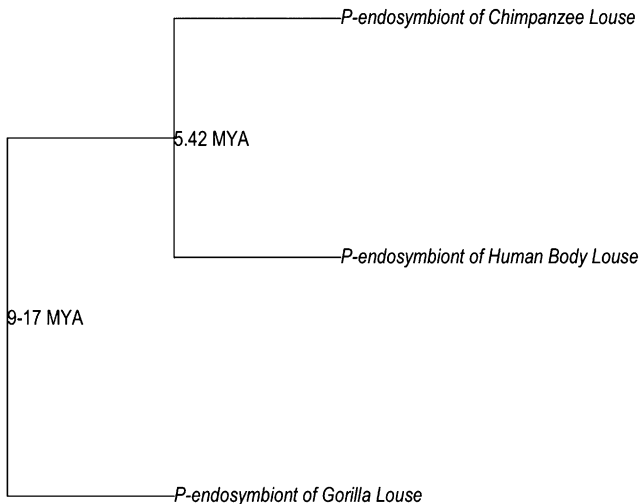 P-endosymbiont of Chimpanzee Louse
5.42 MYA
P-endosymbiont of Human Body Louse
9-17 MYA
P-endosymbiont of Gorilla Louse